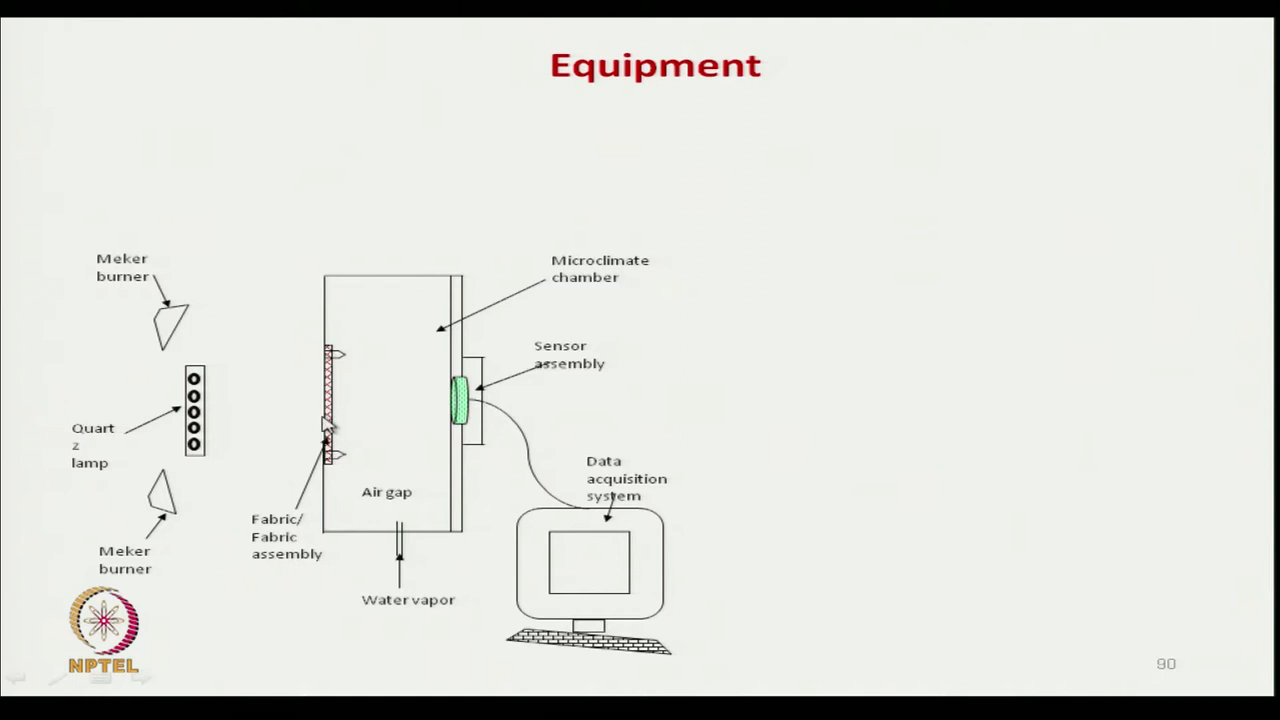 Equipment
Meker
burner
Microclimate
chamber
Sensor
assembly
Quart
z
lamp
Data
acquisition
system
Air gap
Fabric/
Fabric
assembly
Meker
burner
Water vapor
NPTEL
90